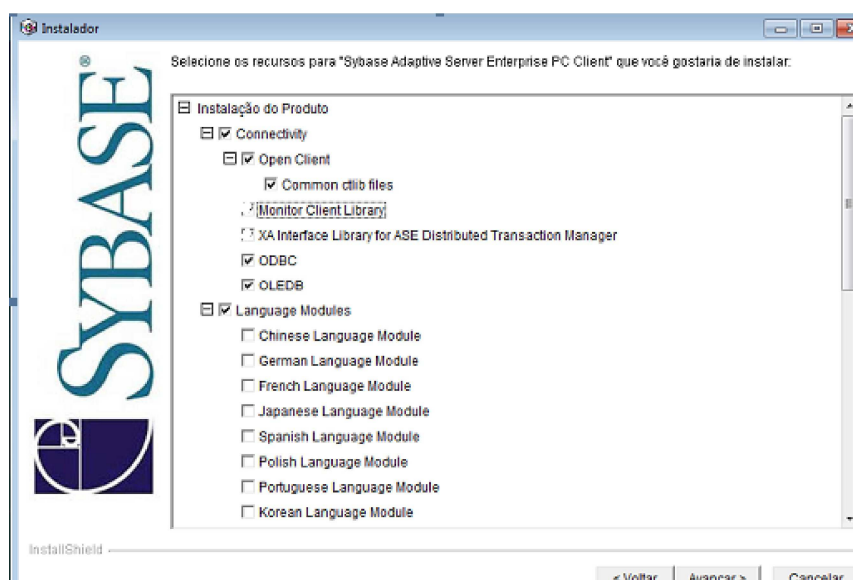 Instalador
Selecione os recursos para "Sybase Adaptive Server Enterprise PC Client" que você gostaria de instalar:
SYBASE®
Instalação do Produto
Connectivity
Open Client
Common ctlib files
Monitor Client Library
XA Interface Library for ASE Distributed Transaction Manager
ODBC
OLEDB
Language Modules
Chinese Language Module
German Language Module
French Language Module
Japanese Language Module
Spanish Language Module
Polish Language Module
Portuguese Language Module
Korean Language Module
e
InstallShield
< Voltar
Avançar >
Cancelar